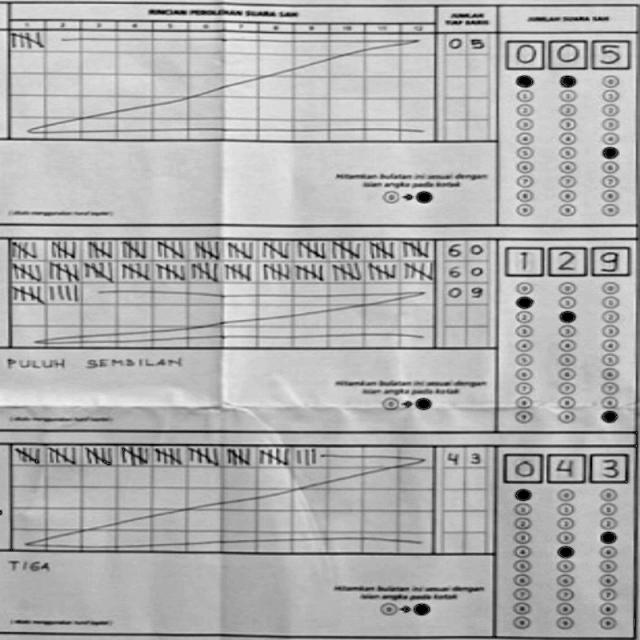 RINCIAN PEROLEHAN SUARA SAH
JUMLAH TIAP BARIS
JUMLAH SUARA SAH
1 2 3 4 5 6 7 8 9 10 11 12
0 5
0 0 5
Hitamkan bulatan ini sesuai dengan
isian angka pada kotak
(ditulis menggunakan huruf kapital)
6 0
6 0
0 9
1 2 9
PULUH SEMBILAN
Hitamkan bulatan ini sesuai dengan
isian angka pada kotak
(ditulis menggunakan huruf kapital)
4 3
0 4 3
TIGA
Hitamkan bulatan ini sesuai dengan
isian angka pada kotak
(ditulis menggunakan huruf kapital)